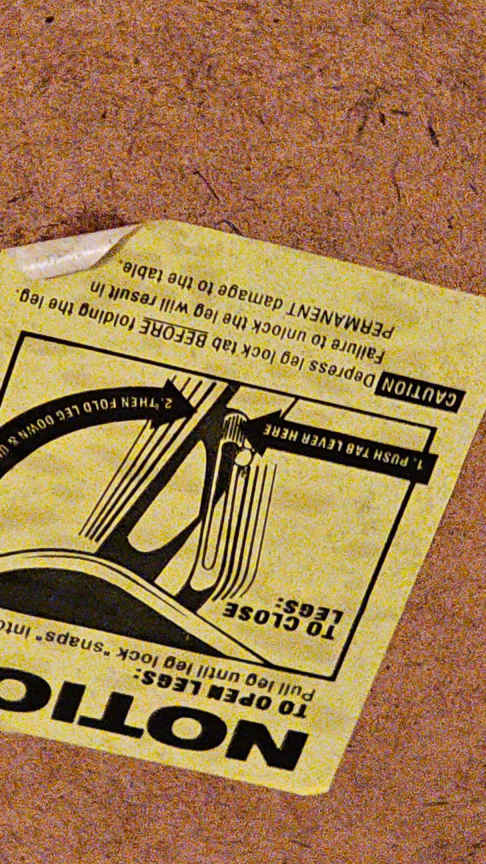 NOTIC
TO OPEN LEGS:
Pull leg until leg lock "snaps" into
TO CLOSE
LEGS:
1. PUSH TAB LEVER HERE
2. THEN FOLD LEG DOWN &
CAUTION Depress leg lock tab BEFORE folding the leg.
Failure to unlock the leg will result in
PERMANENT damage to the table.